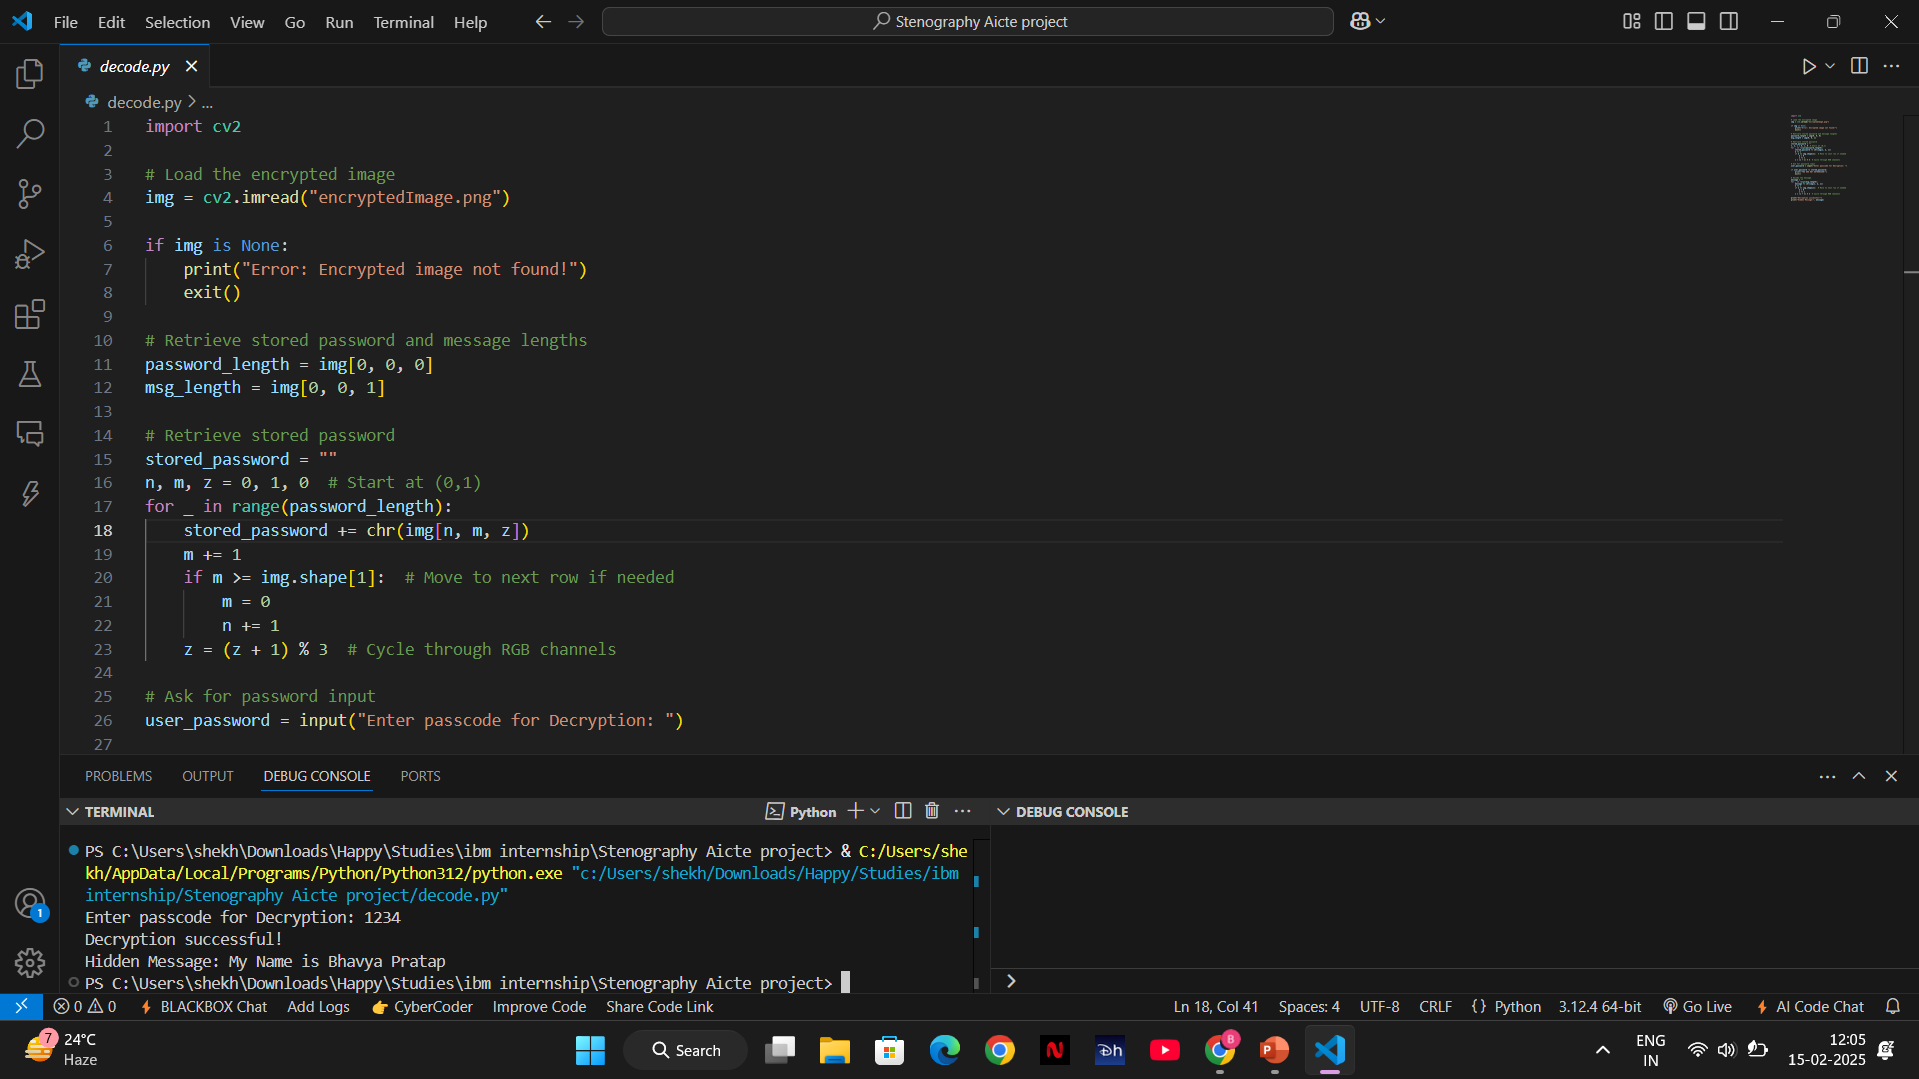 File Edit Selection View Go Run Terminal Help
Stenography Aicte project
decode.py
decode.py > ...
1 import cv2
2
3 # Load the encrypted image
4 img = cv2.imread("encryptedImage.png")
5
6 if img is None:
7 print("Error: Encrypted image not found!")
8 exit()
9
10 # Retrieve stored password and message lengths
11 password_length = img[0, 0, 0]
12 msg_length = img[0, 0, 1]
13
14 # Retrieve stored password
15 stored_password = ""
16 n, m, z = 0, 1, 0  # Start at (0,1)
17 for _ in range(password_length):
18 stored_password += chr(img[n, m, z])
19 m += 1
20 if m >= img.shape[1]:  # Move to next row if needed
21 m = 0
22 n += 1
23 z = (z + 1) % 3  # Cycle through RGB channels
24
25 # Ask for password input
26 user_password = input("Enter passcode for Decryption: ")
27
PROBLEMS OUTPUT DEBUG CONSOLE PORTS
TERMINAL Python
DEBUG CONSOLE
PS C:\Users\shekh\Downloads\Happy\Studies\ibm internship\Stenography Aicte project> & C:/Users/she
kh/AppData/Local/Programs/Python/Python312/python.exe "c:/Users/shekh/Downloads/Happy/Studies/ibm
internship/Stenography Aicte project/decode.py"
Enter passcode for Decryption: 1234
Decryption successful!
Hidden Message: My Name is Bhavya Pratap
PS C:\Users\shekh\Downloads\Happy\Studies\ibm internship\Stenography Aicte project>
1
0 0 BLACKBOX Chat Add Logs CyberCoder Improve Code Share Code Link Ln 18, Col 41 Spaces: 4 UTF-8 CRLF {} Python 3.12.4 64-bit Go Live AI Code Chat
7
24°C
Haze
Search
N
Dh
B
P
ENG
IN
12:05
15-02-2025